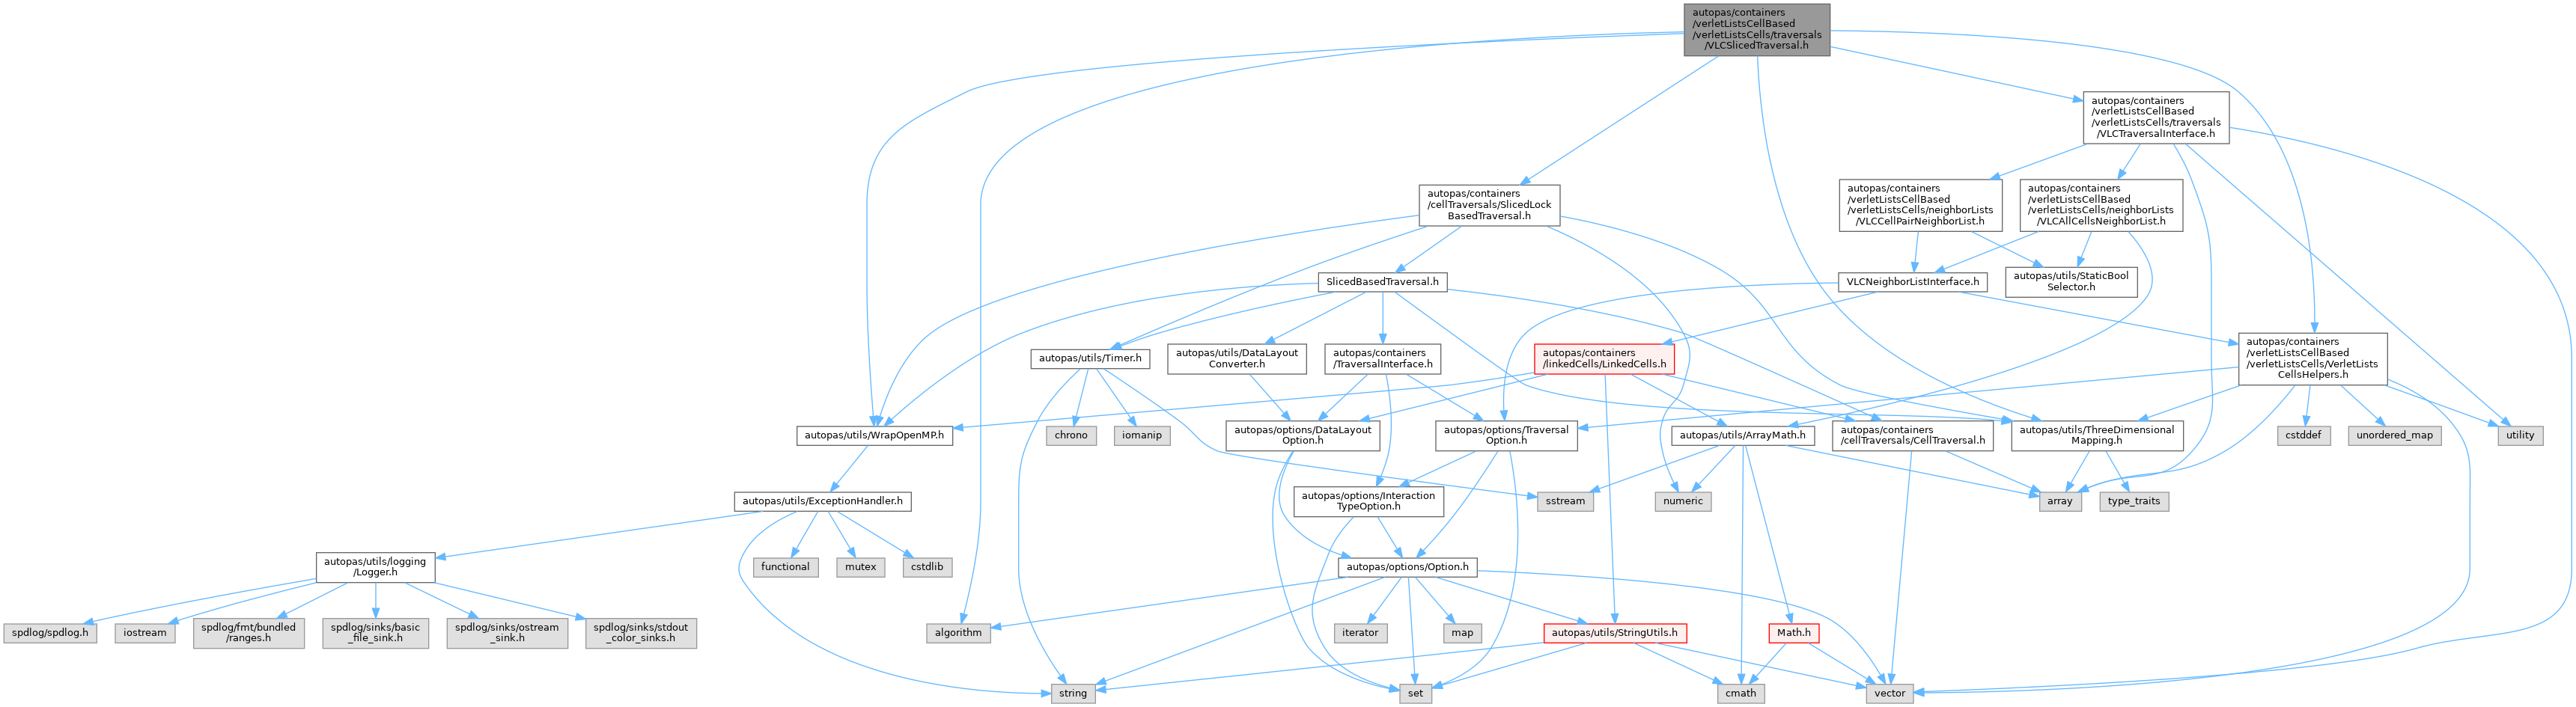 autopas/containers
/verletListsCellBased
/verletListsCells/traversals
/VLCSlicedTraversal.h
autopas/containers
/verletListsCellBased
/verletListsCells/traversals
/VLCTraversalInterface.h
autopas/containers
/cellTraversals/SlicedLock
BasedTraversal.h
autopas/containers
/verletListsCellBased
/verletListsCells/neighborLists
/VLCCellPairNeighborList.h
autopas/containers
/verletListsCellBased
/verletListsCells/neighborLists
/VLCAllCellsNeighborList.h
SlicedBasedTraversal.h
VLCNeighborListInterface.h
autopas/utils/StaticBool
Selector.h
autopas/utils/Timer.h
autopas/utils/DataLayout
Converter.h
autopas/containers
/TraversalInterface.h
autopas/containers
/linkedCells/LinkedCells.h
autopas/containers
/verletListsCellBased
/verletListsCells/VerletLists
CellsHelpers.h
autopas/utils/WrapOpenMP.h
chrono
iomanip
autopas/options/DataLayout
Option.h
autopas/options/Traversal
Option.h
autopas/utils/ArrayMath.h
autopas/containers
/cellTraversals/CellTraversal.h
autopas/utils/ThreeDimensional
Mapping.h
cstddef
unordered_map
utility
autopas/utils/ExceptionHandler.h
autopas/options/Interaction
TypeOption.h
sstream
numeric
array
type_traits
autopas/utils/logging
/Logger.h
functional
mutex
cstdlib
autopas/options/Option.h
spdlog/spdlog.h
iostream
spdlog/fmt/bundled
/ranges.h
spdlog/sinks/basic
_file_sink.h
spdlog/sinks/ostream
_sink.h
spdlog/sinks/stdout
_color_sinks.h
algorithm
iterator
map
autopas/utils/StringUtils.h
Math.h
string
set
cmath
vector